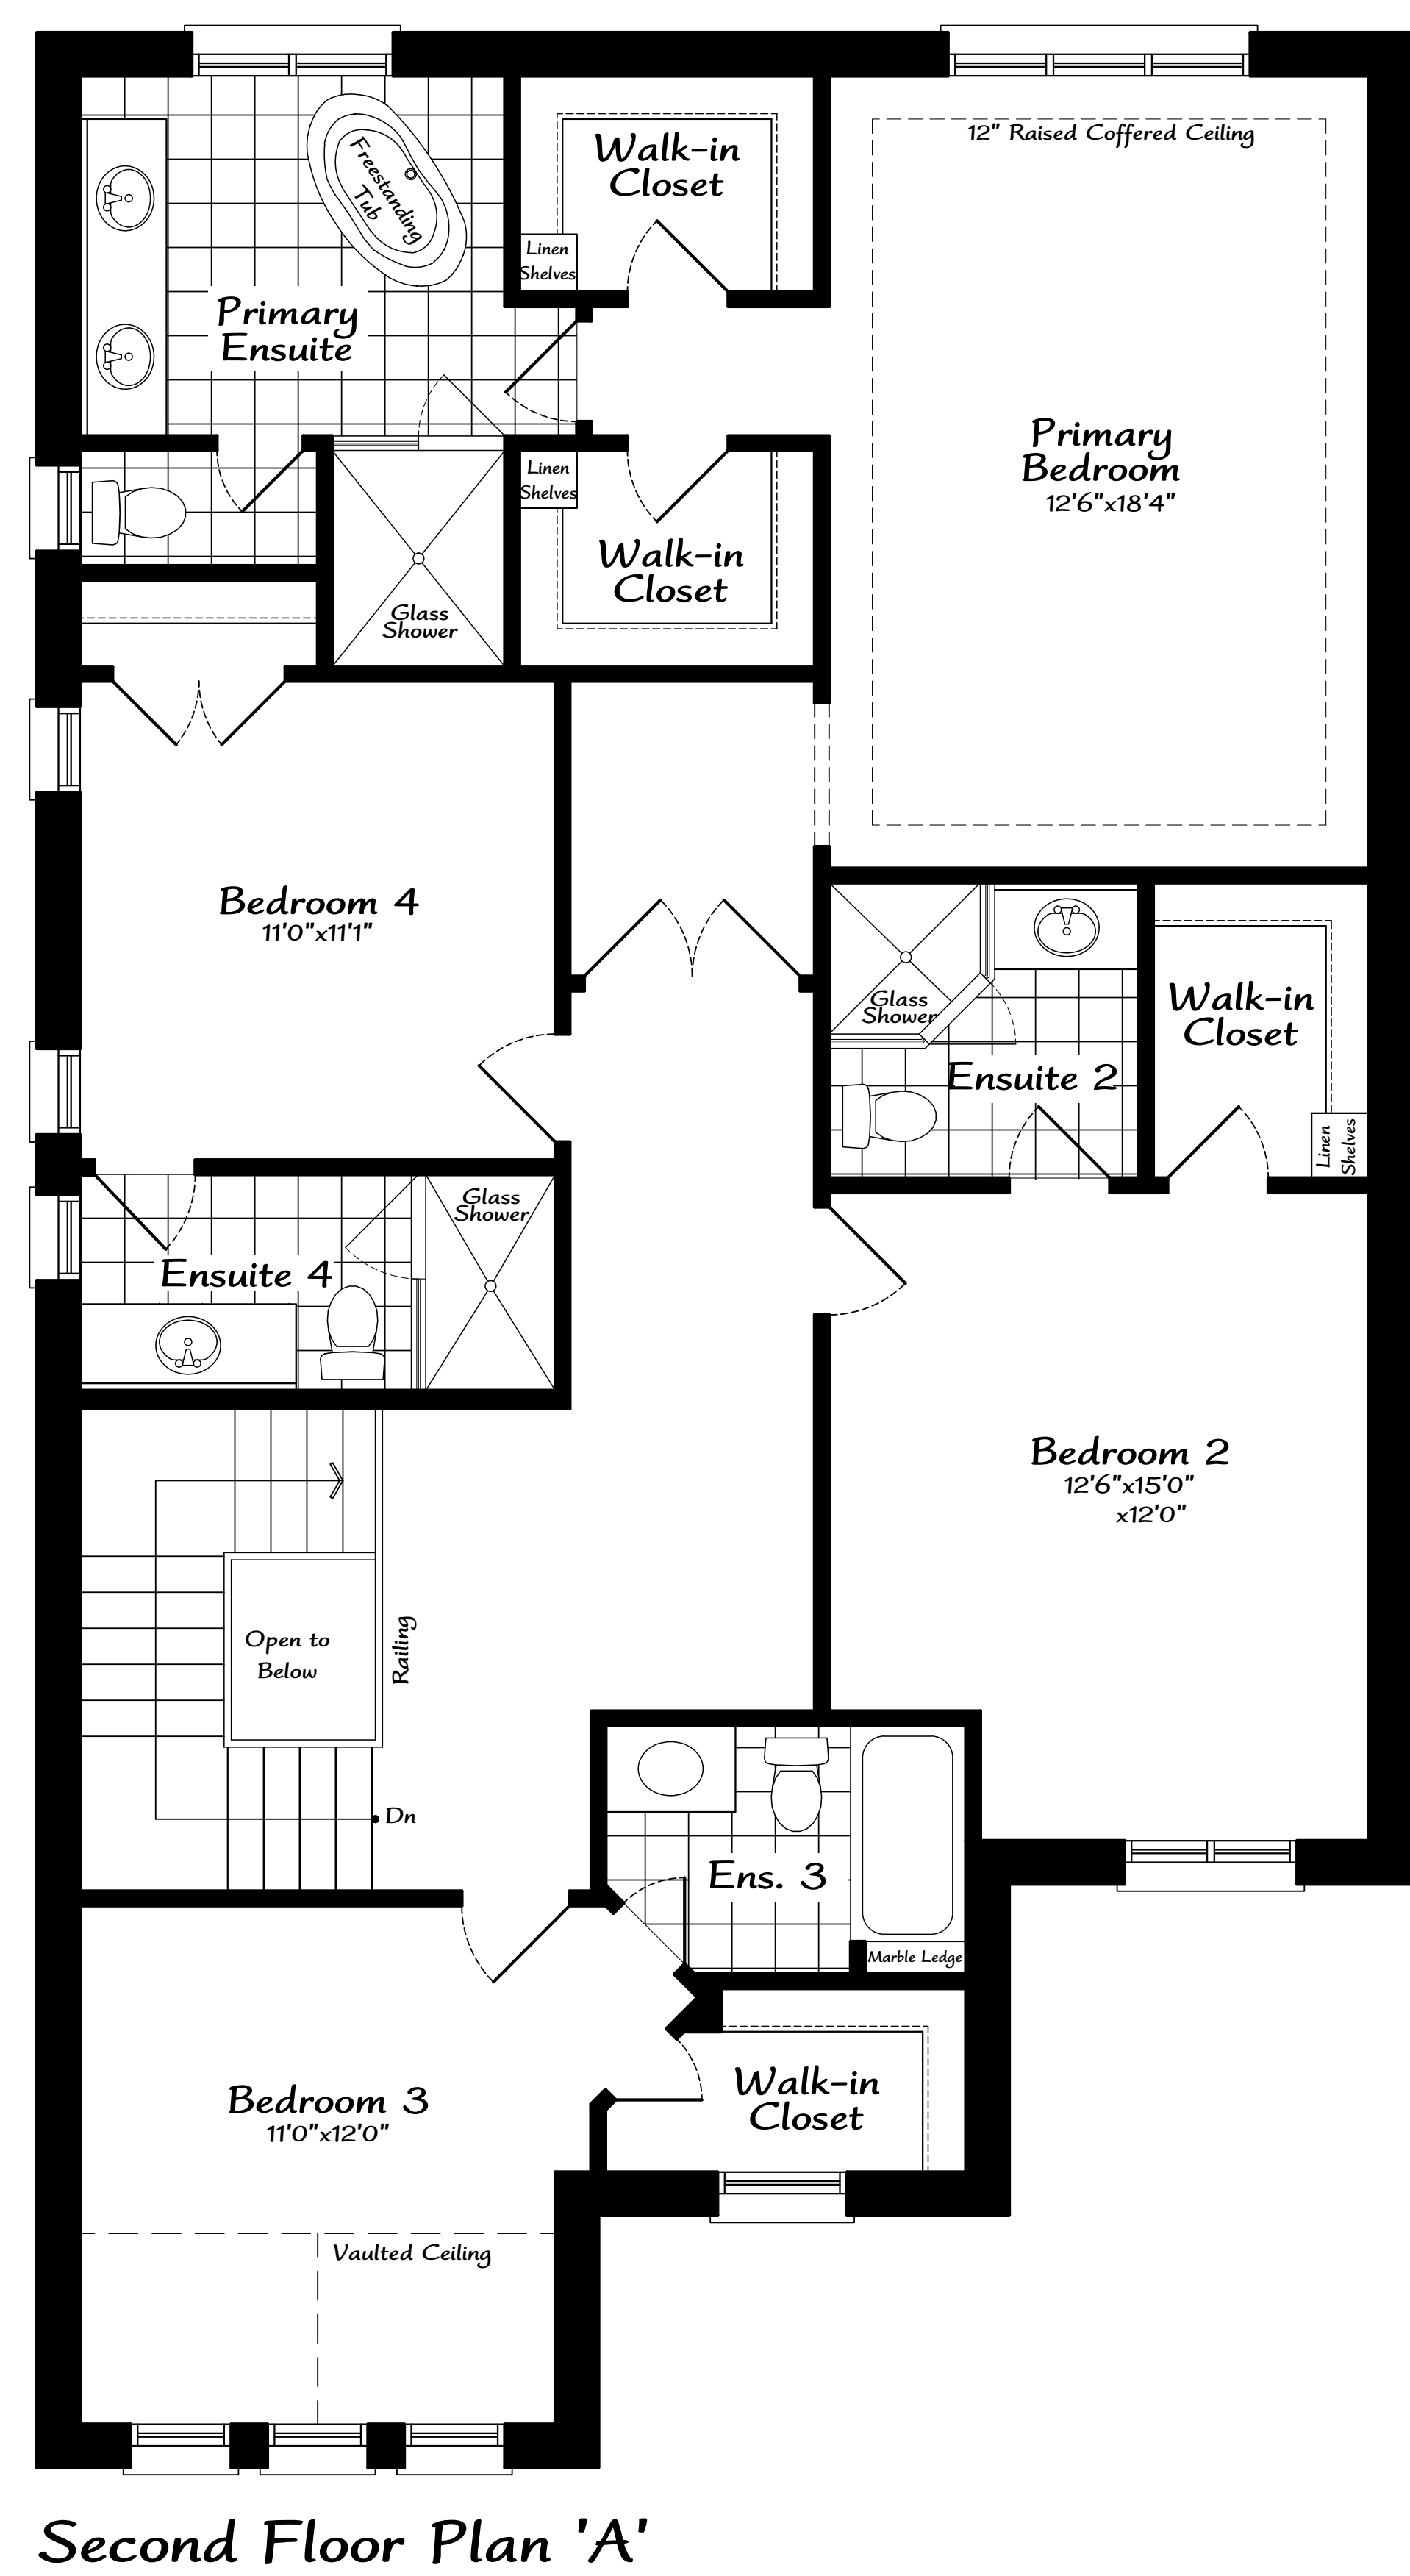 12" Raised Coffered Ceiling
Walk-in
Closet
Freestanding
Tub
Linen
Shelves
Primary
Ensuite
Primary
Bedroom
12'6"x18'4"
Linen
Shelves
Walk-in
Closet
Glass
Shower
Bedroom 4
11'0"x11'1"
Glass
Shower
Walk-in
Closet
Ensuite 2
Linen
Shelves
Glass
Shower
Ensuite 4
Bedroom 2
12'6"x15'0"
x12'0"
Open to
Below
Railing
Dn
Ens. 3
Marble Ledge
Walk-in
Closet
Bedroom 3
11'0"x12'0"
Vaulted Ceiling
Second Floor Plan 'A'